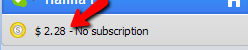 $ 2.28 - No subscription